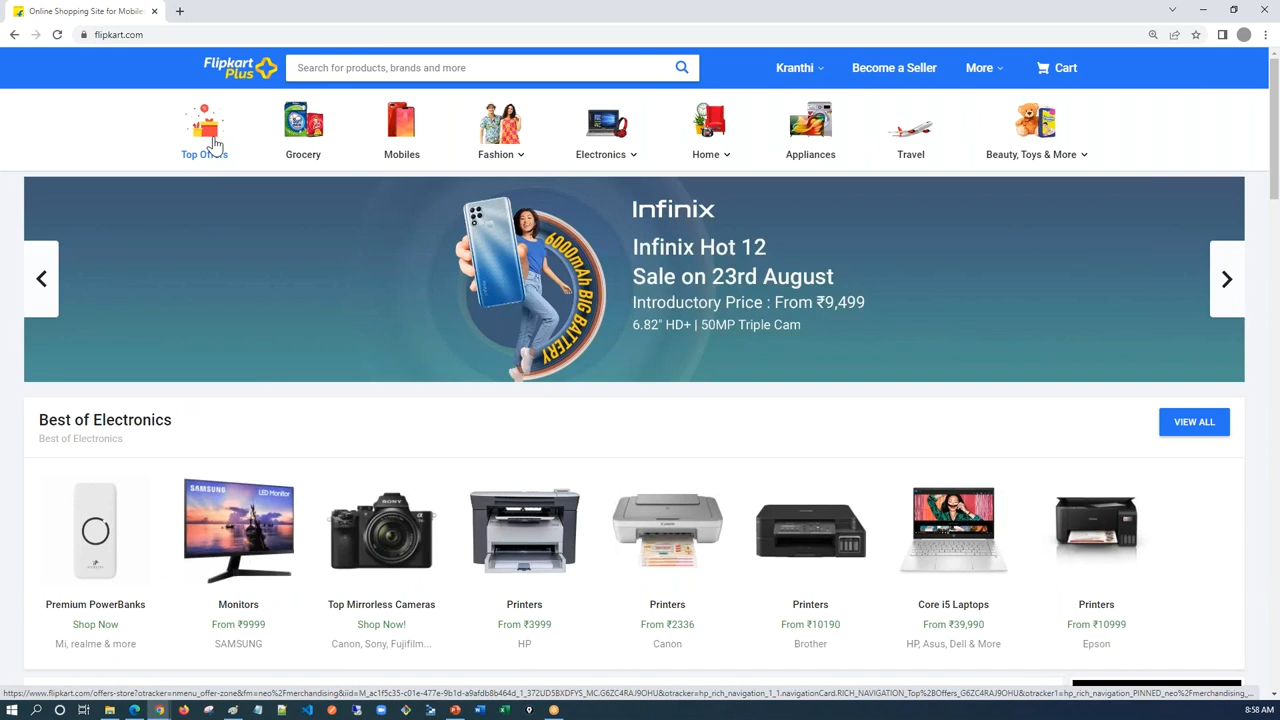 Online Shopping Site for Mobile
flipkart.com
Flipkart
Plus
Search for products, brands and more
Kranthi
Become a Seller
More
Cart
Top Offers
Grocery
Mobiles
Fashion
Electronics
Home
Appliances
Travel
Beauty, Toys & More
Infinix
Infinix Hot 12
Sale on 23rd August
Introductory Price : From ₹9,499
6.82" HD+ | 50MP Triple Cam
6000mAh BIG BATTERY
Best of Electronics
Best of Electronics
VIEW ALL
SAMSUNG LED Monitor
SONY
Premium PowerBanks
Monitors
Top Mirrorless Cameras
Printers
Printers
Printers
Core i5 Laptops
Printers
Shop Now
From ₹9999
Shop Now!
From ₹3999
From ₹2336
From ₹10190
From ₹39,990
From ₹10999
Mi, realme & more
SAMSUNG
Canon, Sony, Fujifilm...
HP
Canon
Brother
HP, Asus, Dell & More
Epson
8:58 AM